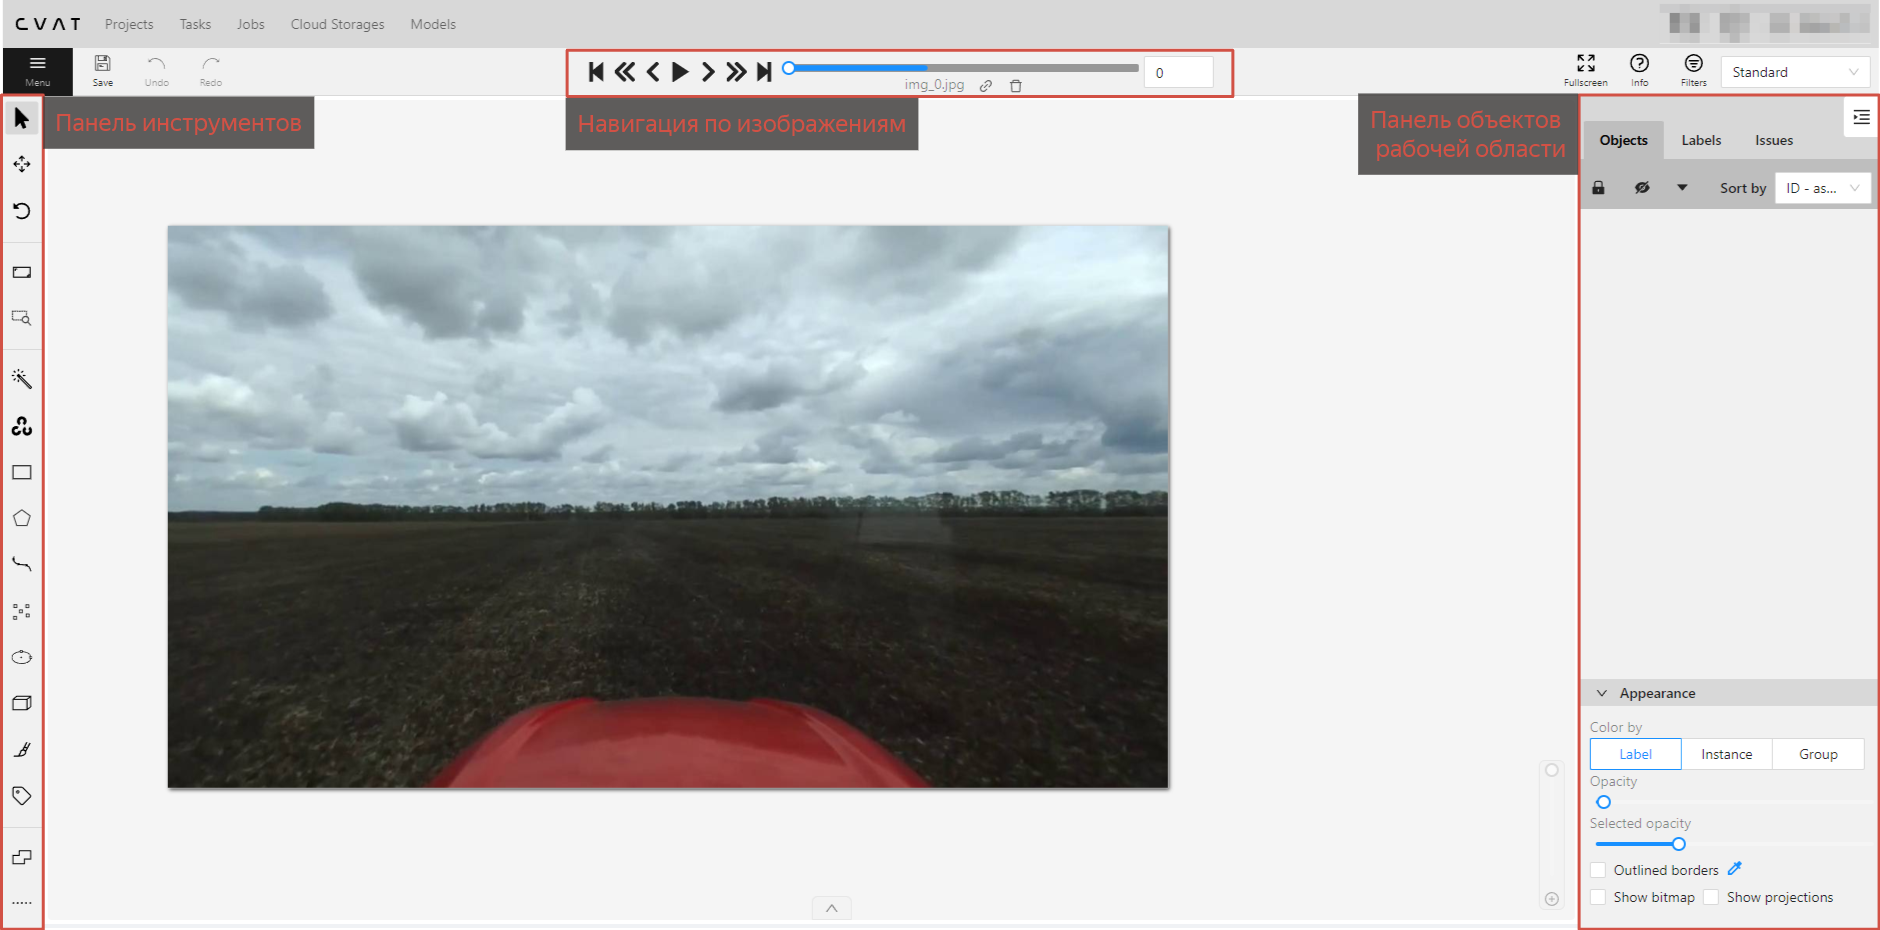 CVAT Projects Tasks Jobs Cloud Storages Models
Menu Save Undo Redo
img_0.jpg
0
Fullscreen Info Filters Standard
Панель инструментов
Навигация по изображениям
Панель объектов
рабочей области
Objects Labels Issues
Sort by ID - as...
Appearance
Color by
Label Instance Group
Opacity
Selected opacity
Outlined borders
Show bitmap Show projections